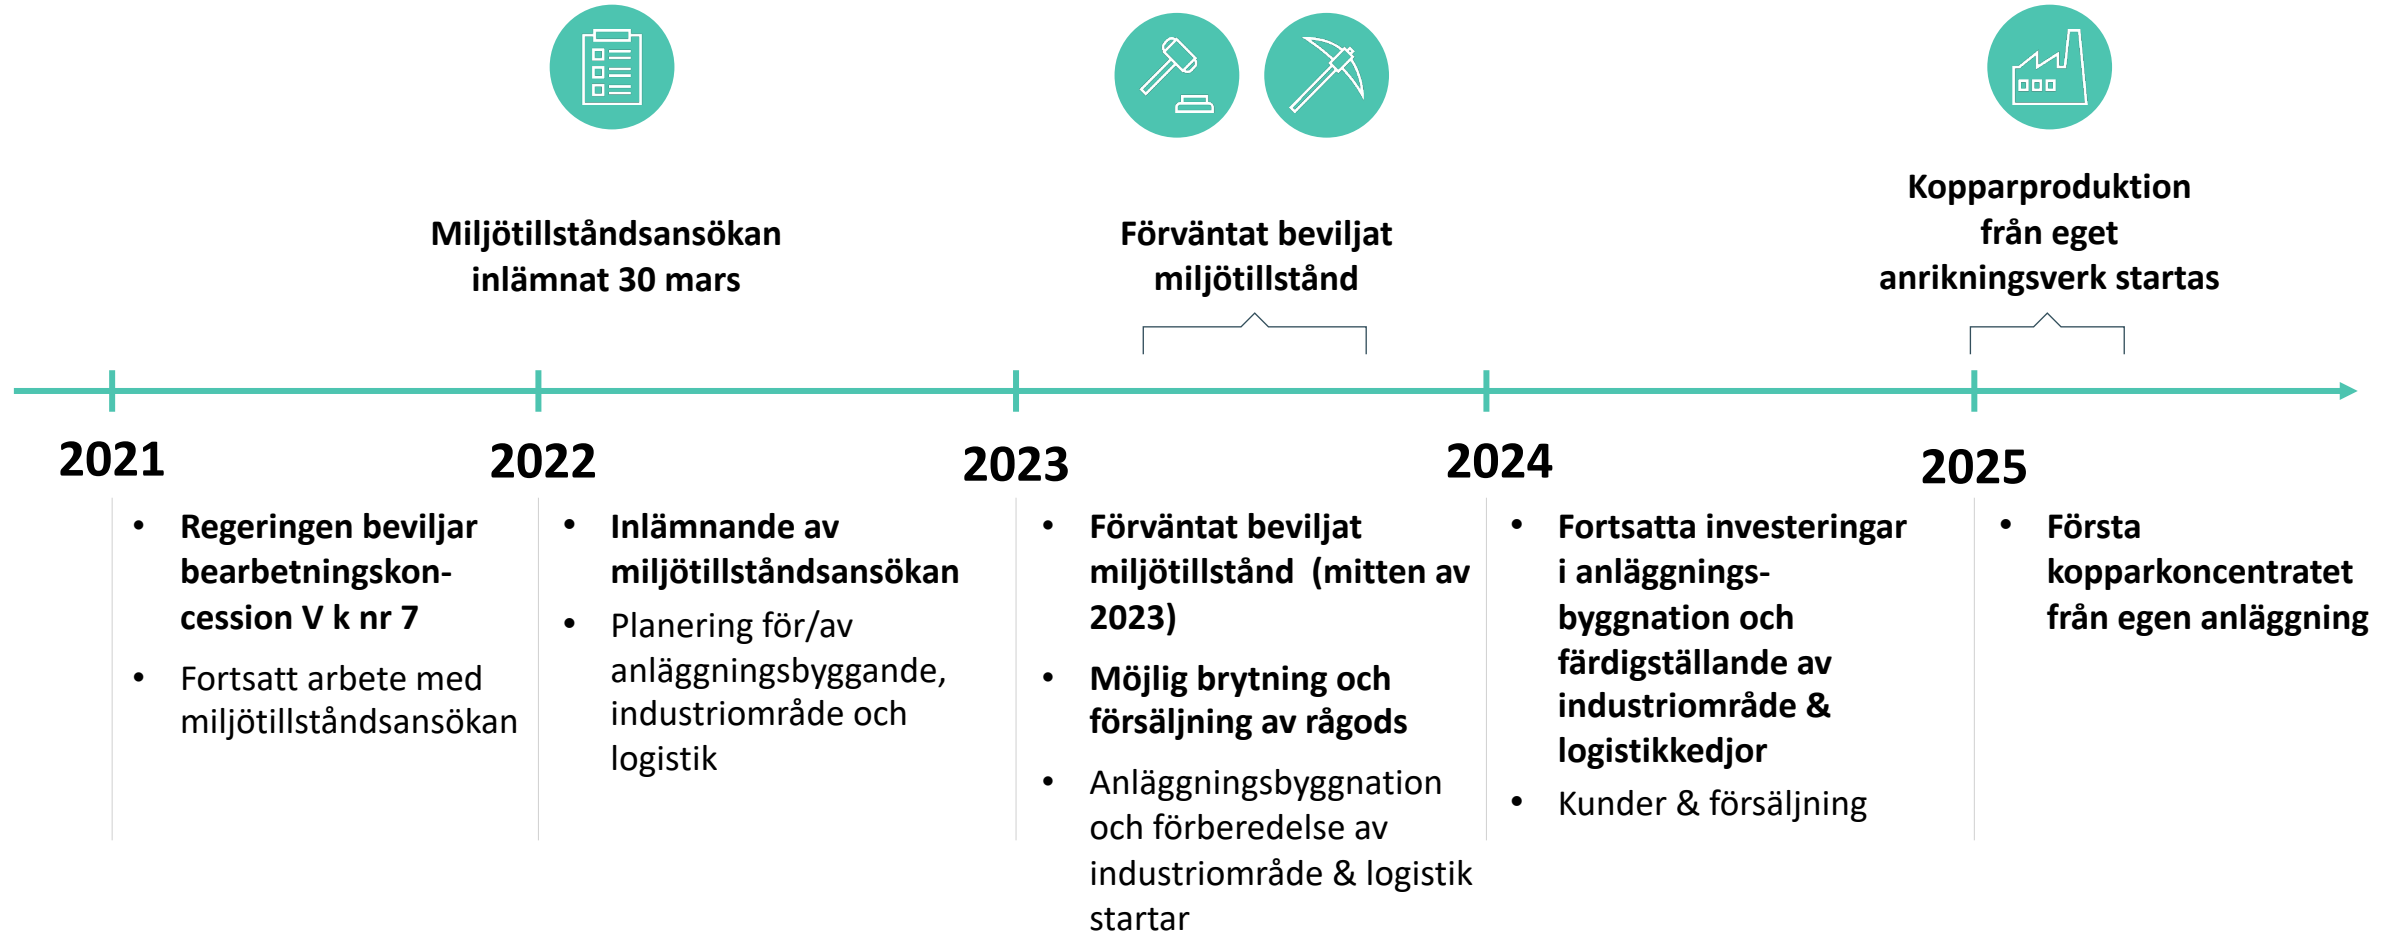 Miljötillståndsansökan
inlämnat 30 mars
Förväntat beviljat
miljötillstånd
Kopparproduktion
från eget
anrikningsverk startas
2021
2022
2023
2024
2025
• Regeringen beviljar
bearbetningskon-
cession V k nr 7
• Fortsatt arbete med
miljötillståndsansökan
• Inlämnande av
miljötillståndsansökan
• Planering för/av
anläggningsbyggande,
industriområde och
logistik
• Förväntat beviljat
miljötillstånd (mitten av
2023)
• Möjlig brytning och
försäljning av rågods
• Anläggningsbyggnation
och förberedelse av
industriområde & logistik
startar
• Fortsatta investeringar
i anläggnings-
byggnation och
färdigställande av
industriområde &
logistikkedjor
• Kunder & försäljning
• Första
kopparkoncentratet
från egen anläggning